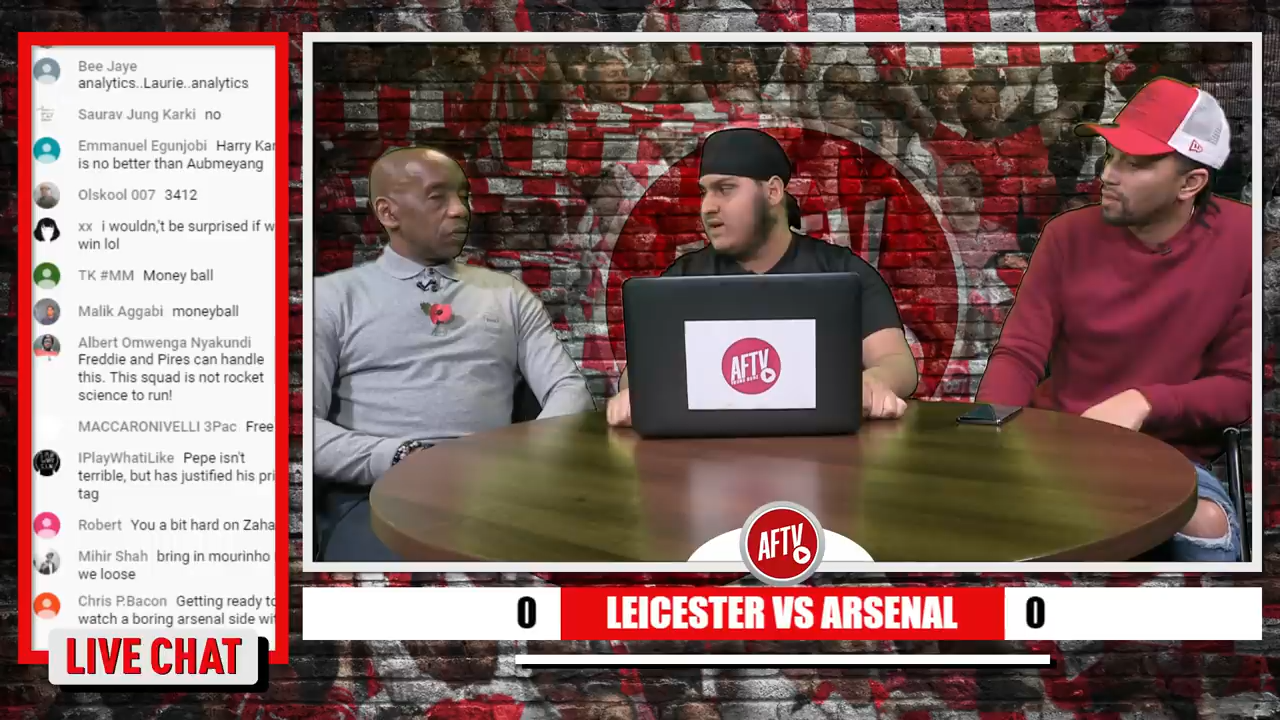 Bee Jaye
analytics..Laurie..analytics
Saurav Jung Karki no
Emmanuel Egunjobi Harry Kar
is no better than Aubmeyang
Olskool 007 3412
xx i wouldn,'t be surprised if w
win lol
TK #MM Money ball
Malik Aggabi moneyball
Albert Omwenga Nyakundi
Freddie and Pires can handle
this. This squad is not rocket
science to run!
MACCARONIVELLI 3Pac Free
IPlayWhatiLike Pepe isn't
terrible, but has justified his pri
tag
Robert You a bit hard on Zaha
Mihir Shah bring in mourinho
we loose
Chris P.Bacon Getting ready to
watch a boring arsenal side wi
LIVE CHAT
AFTV
AFTV
0 LEICESTER VS ARSENAL 0